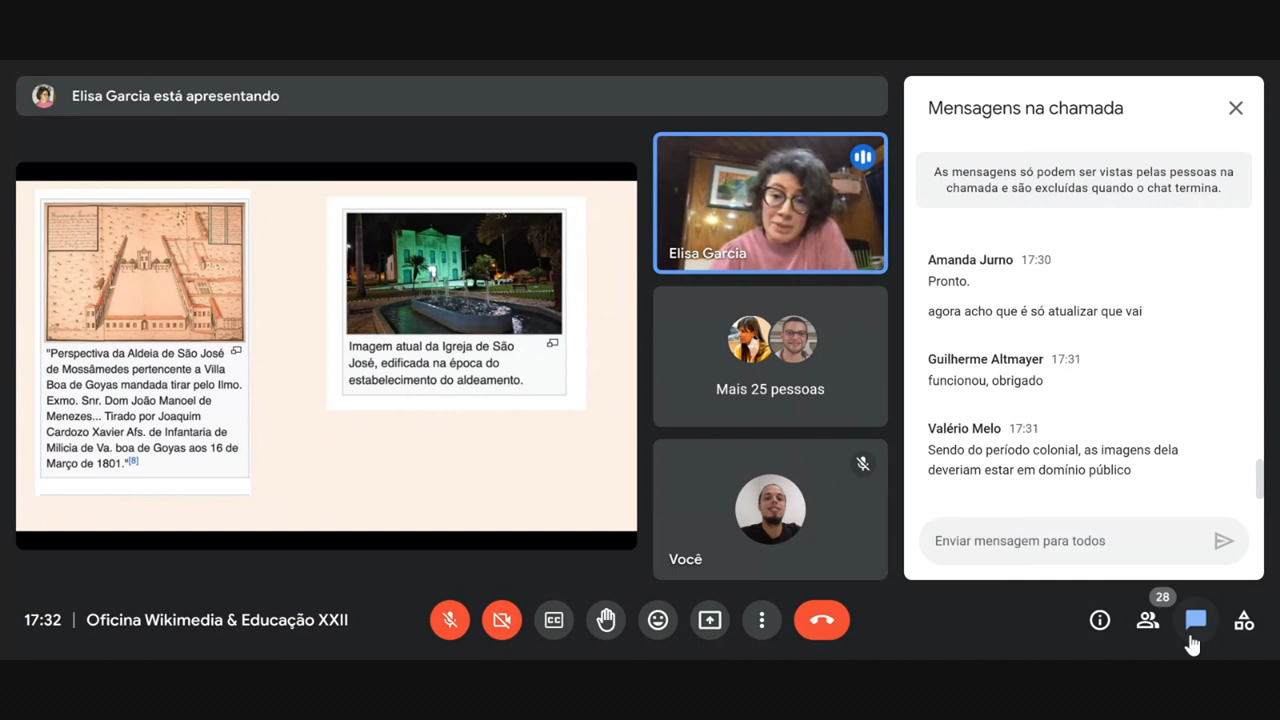 Elisa Garcia está apresentando
"Perspectiva da Aldeia de São José
de Mossâmedes pertencente a Villa
Boa de Goyas mandada tirar pelo Ilmo.
Exmo. Snr. Dom João Manoel de
Menezes... Tirado por Joaquim
Cardozo Xavier Afs. de Infantaria de
Milicia de Va. boa de Goyas aos 16 de
Março de 1801."[8]
Imagem atual da Igreja de São
José, edificada na época do
estabelecimento do aldeamento.
Elisa Garcia
Mais 25 pessoas
Você
Mensagens na chamada
As mensagens só podem ser vistas pelas pessoas na
chamada e são excluídas quando o chat termina.
Amanda Jurno 17:30
Pronto.
agora acho que é só atualizar que vai
Guilherme Altmayer 17:31
funcionou, obrigado
Valério Melo 17:31
Sendo do período colonial, as imagens dela
deveriam estar em domínio público
Enviar mensagem para todos
17:32 | Oficina Wikimedia & Educação XXII
CC
28